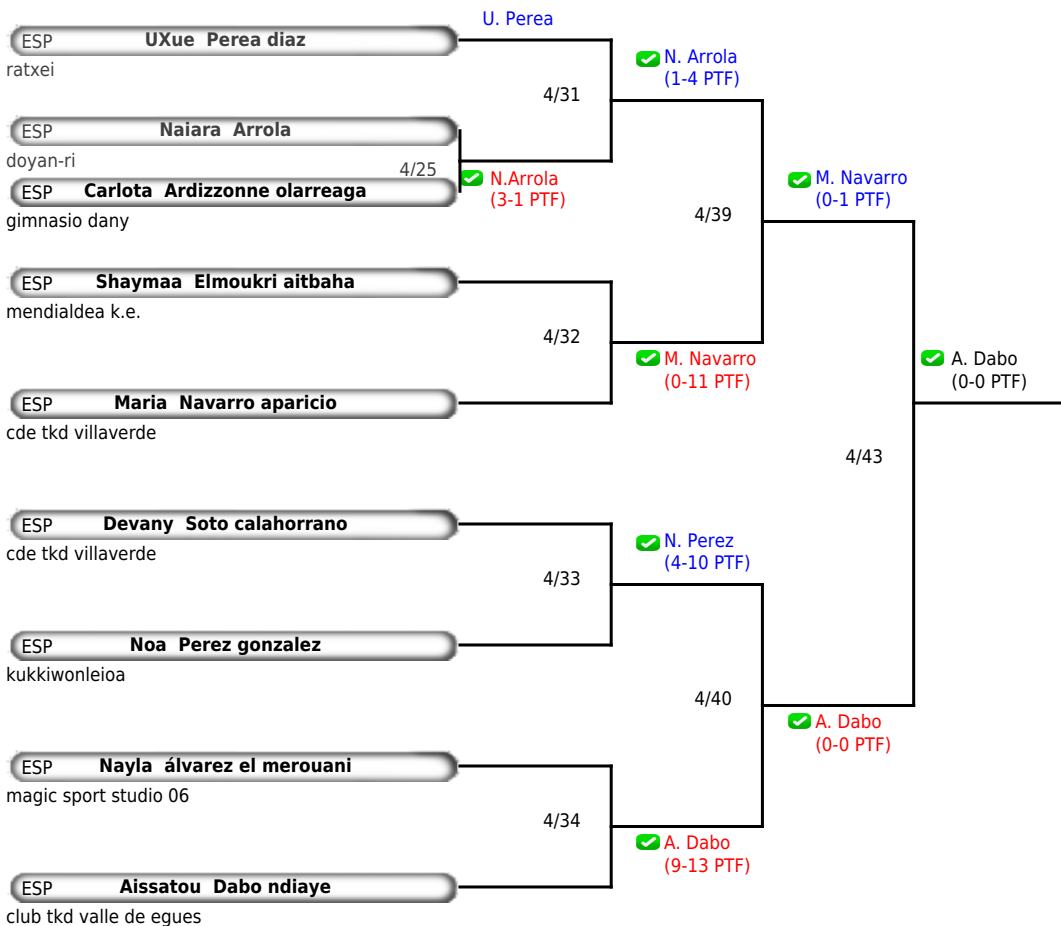 U. Perea
ESP UXue Perea diaz
ratxei
N. Arrola
(1-4 PTF)
4/31
ESP Naiara Arrola
doyan-ri
4/25
N.Arrola
(3-1 PTF)
ESP Carlota Ardizzonne olarreaga
gimnasio dany
M. Navarro
(0-1 PTF)
4/39
ESP Shaymaa Elmoukri aitbaha
mendialdea k.e.
4/32
M. Navarro
(0-11 PTF)
A. Dabo
(0-0 PTF)
ESP Maria Navarro aparicio
cde tkd villaverde
4/43
ESP Devany Soto calahorrano
cde tkd villaverde
N. Perez
(4-10 PTF)
4/33
ESP Noa Perez gonzalez
kukkiwonleioa
4/40
A. Dabo
(0-0 PTF)
ESP Nayla álvarez el merouani
magic sport studio 06
4/34
A. Dabo
(9-13 PTF)
ESP Aissatou Dabo ndiaye
club tkd valle de egues